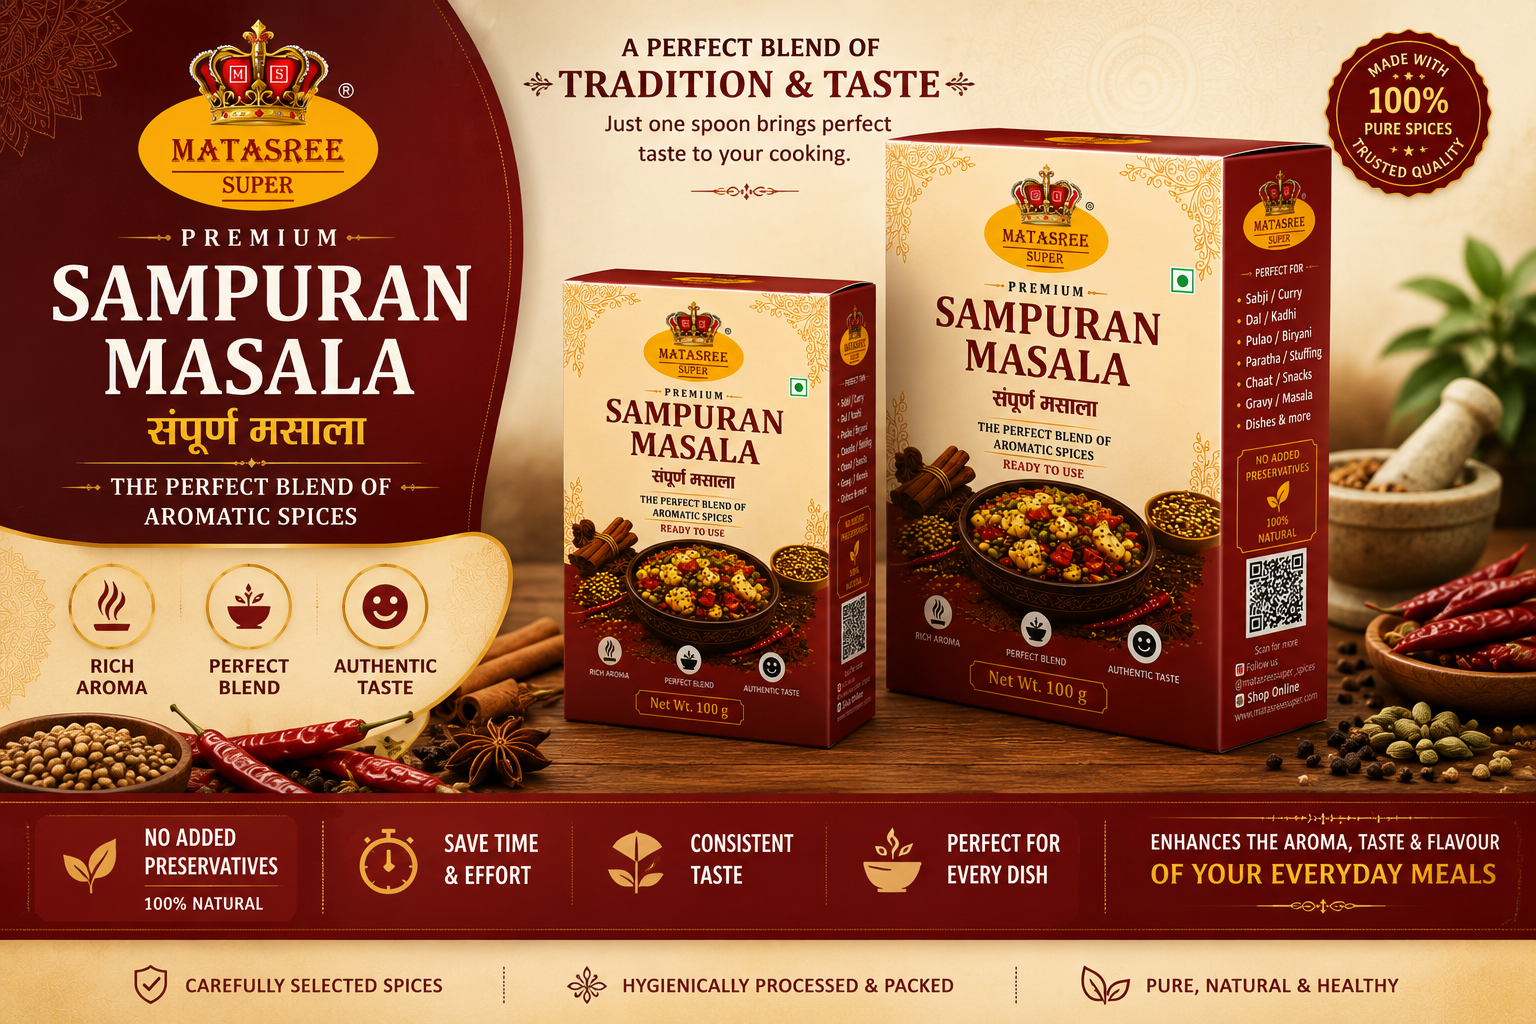 M S
®
MATASREE
SUPER
PREMIUM
SAMPURAN
MASALA
संपूर्ण मसाला
THE PERFECT BLEND OF
AROMATIC SPICES
RICH
AROMA
PERFECT
BLEND
AUTHENTIC
TASTE
A PERFECT BLEND OF
TRADITION & TASTE
Just one spoon brings perfect
taste to your cooking.
MADE WITH
100%
PURE SPICES
TRUSTED QUALITY
MATASREE
SUPER
PREMIUM
SAMPURAN
MASALA
संपूर्ण मसाला
THE PERFECT BLEND OF
AROMATIC SPICES
READY TO USE
RICH AROMA
PERFECT BLEND
AUTHENTIC TASTE
Net Wt. 100 g
MATASREE
®
MATASREE
SUPER
PREMIUM
SAMPURAN
MASALA
संपूर्ण मसाला
THE PERFECT BLEND OF
AROMATIC SPICES
READY TO USE
RICH AROMA
PERFECT BLEND
AUTHENTIC TASTE
Net Wt. 100 g
MATASREE
SUPER
PERFECT FOR
Sabji / Curry
Dal / Kadhi
Pulao / Biryani
Paratha / Stuffing
Chaat / Snacks
Gravy / Masala
Dishes & more
NO ADDED
PRESERVATIVES
100%
NATURAL
Scan for more
Follow us
Shop Online
NO ADDED
PRESERVATIVES
100% NATURAL
SAVE TIME
& EFFORT
CONSISTENT
TASTE
PERFECT FOR
EVERY DISH
ENHANCES THE AROMA, TASTE & FLAVOUR
OF YOUR EVERYDAY MEALS
CAREFULLY SELECTED SPICES
HYGIENICALLY PROCESSED & PACKED
PURE, NATURAL & HEALTHY